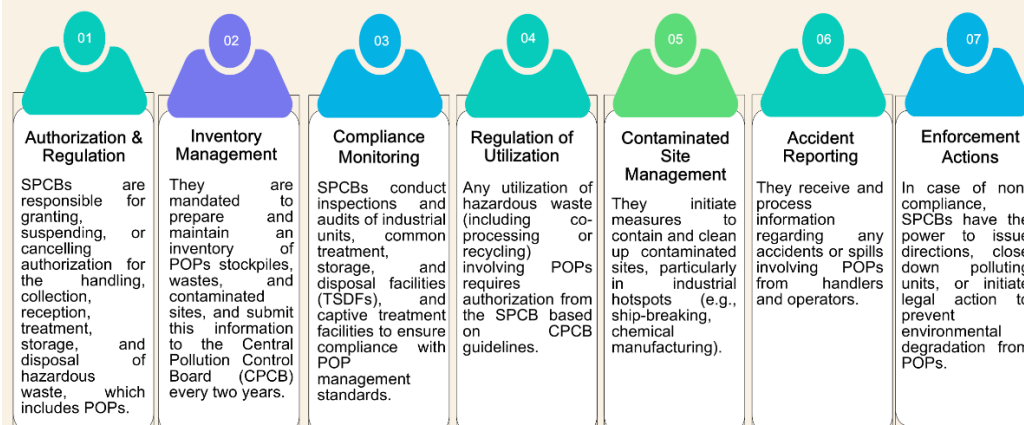 01
Authorization &
Regulation
SPCBs are
responsible for
granting,
suspending, or
cancelling
authorization for
the handling,
collection,
reception,
treatment,
storage, and
disposal of
hazardous
waste, which
includes POPs.
02
Inventory
Management
They are
mandated to
prepare and
maintain an
inventory of
POPs stockpiles,
wastes, and
contaminated
sites, and submit
this information
to the Central
Pollution Control
Board (CPCB)
every two years.
03
Compliance
Monitoring
SPCBs conduct
inspections and
audits of industrial
units, common
treatment,
storage, and
disposal facilities
(TSDFs), and
captive treatment
facilities to ensure
compliance with
POP
management
standards.
04
Regulation of
Utilization
Any utilization of
hazardous waste
(including co-
processing or
recycling)
involving POPs
requires
authorization from
the SPCB based
on CPCB
guidelines.
05
Contaminated
Site
Management
They initiate
measures to
contain and clean
up contaminated
sites, particularly
in industrial
hotspots (e.g.,
ship-breaking,
chemical
manufacturing).
06
Accident
Reporting
They receive and
process
information
regarding any
accidents or spills
involving POPs
from handlers
and operators.
07
Enforcement
Actions
In case of non-
compliance,
SPCBs have the
power to issue
directions, close
down polluting
units, or initiate
legal action to
prevent
environmental
degradation from
POPs.